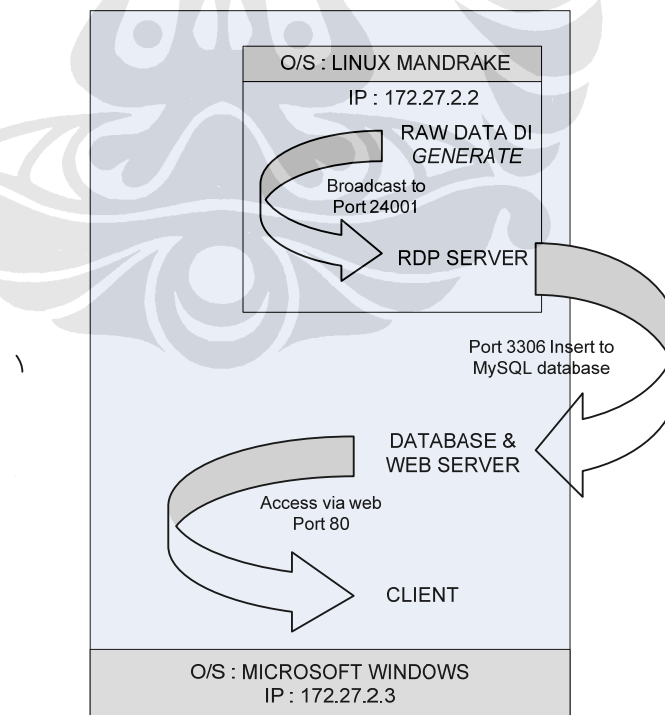 O/S : LINUX MANDRAKE
IP : 172.27.2.2
RAW DATA DI
GENERATE
Broadcast to
Port 24001
RDP SERVER
Port 3306 Insert to
MySQL database
DATABASE &
WEB SERVER
Access via web
Port 80
CLIENT
O/S : MICROSOFT WINDOWS
IP : 172.27.2.3